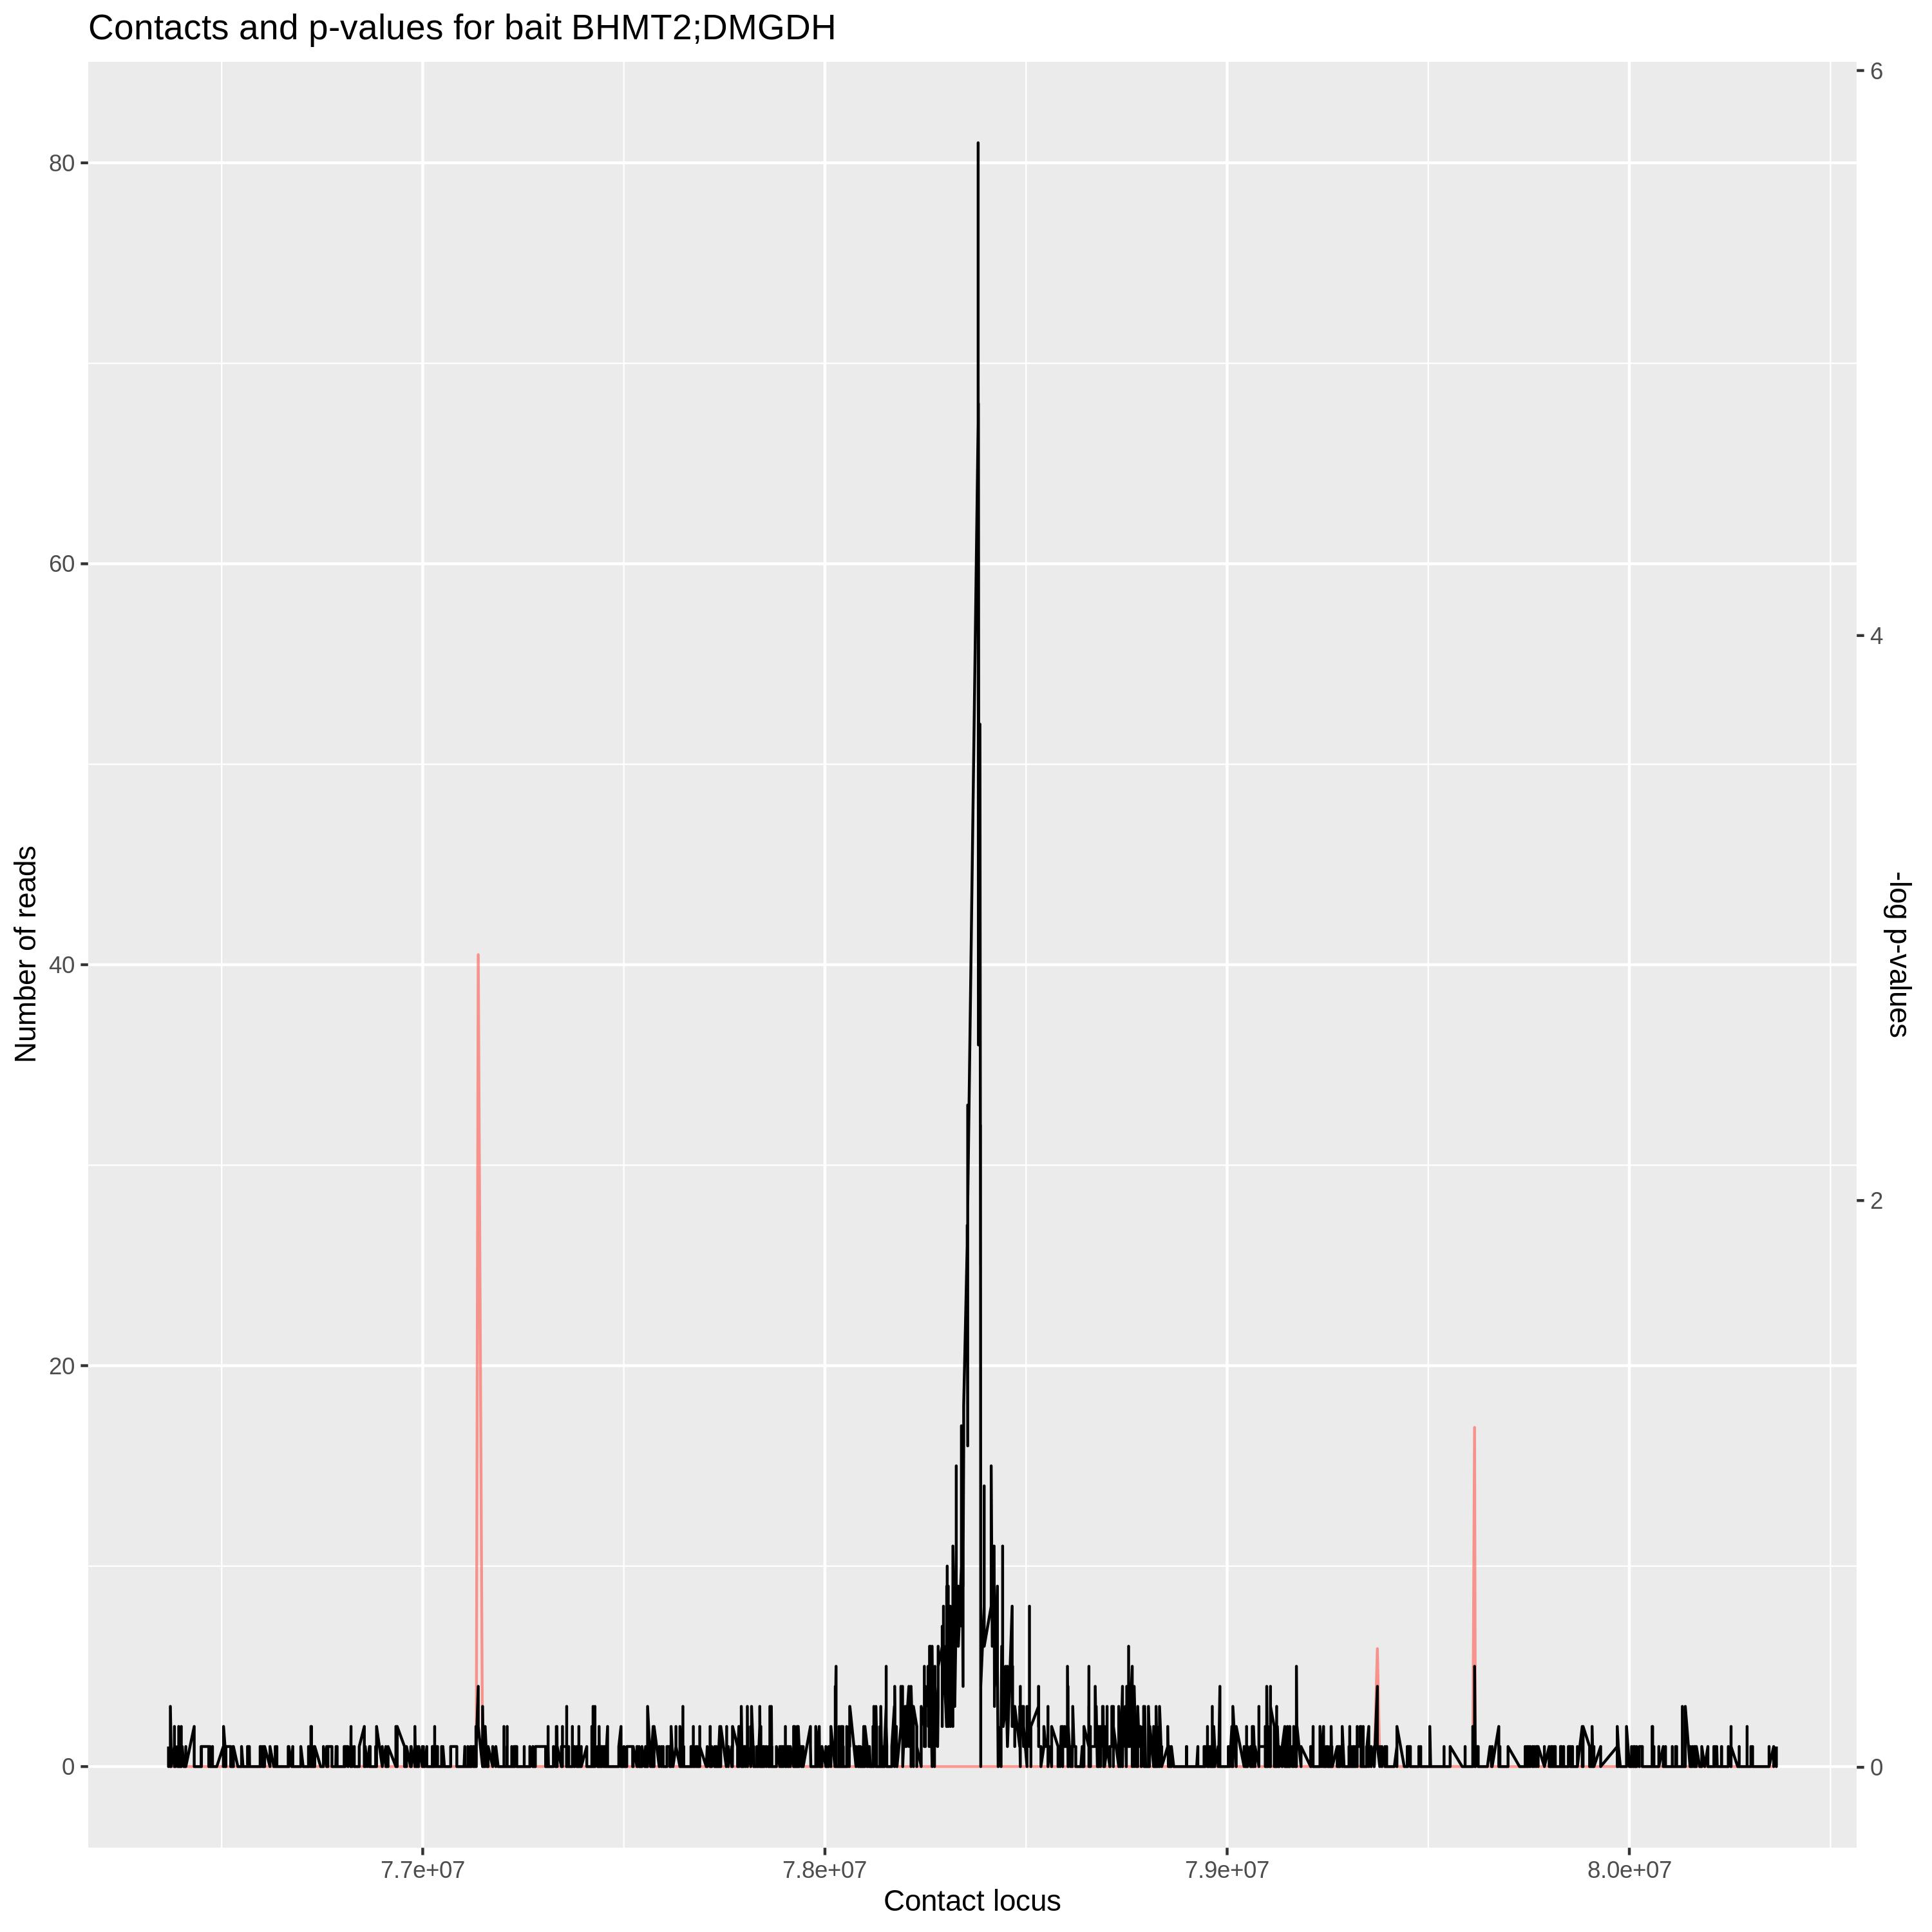 Contacts and p-values for bait BHMT2;DMGDH
80
60
40
20
0
Number of reads
6
4
2
0
-log p-values
7.7e+07
7.8e+07
7.9e+07
8.0e+07
Contact locus